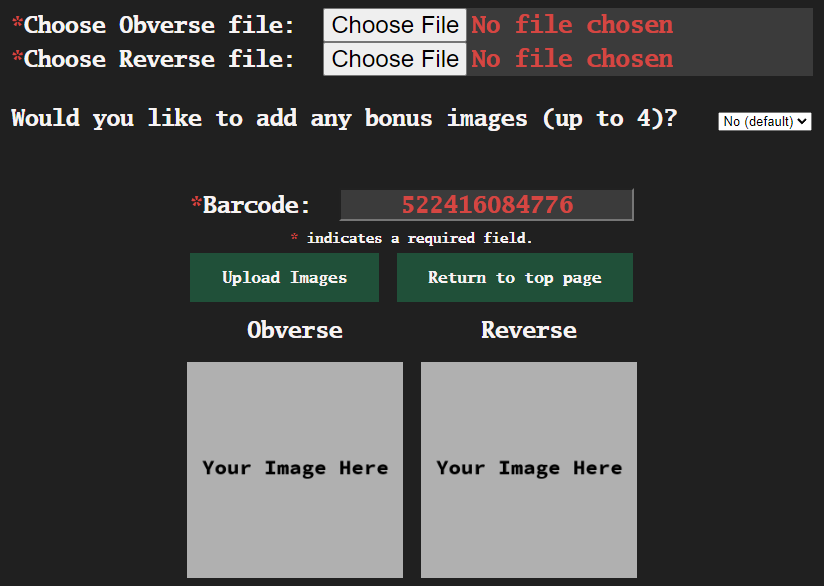 *Choose Obverse file: Choose File No file chosen
*Choose Reverse file: Choose File No file chosen
Would you like to add any bonus images (up to 4)? No (default)
*Barcode: 522416084776
* indicates a required field.
Upload Images Return to top page
Obverse Reverse
Your Image Here Your Image Here